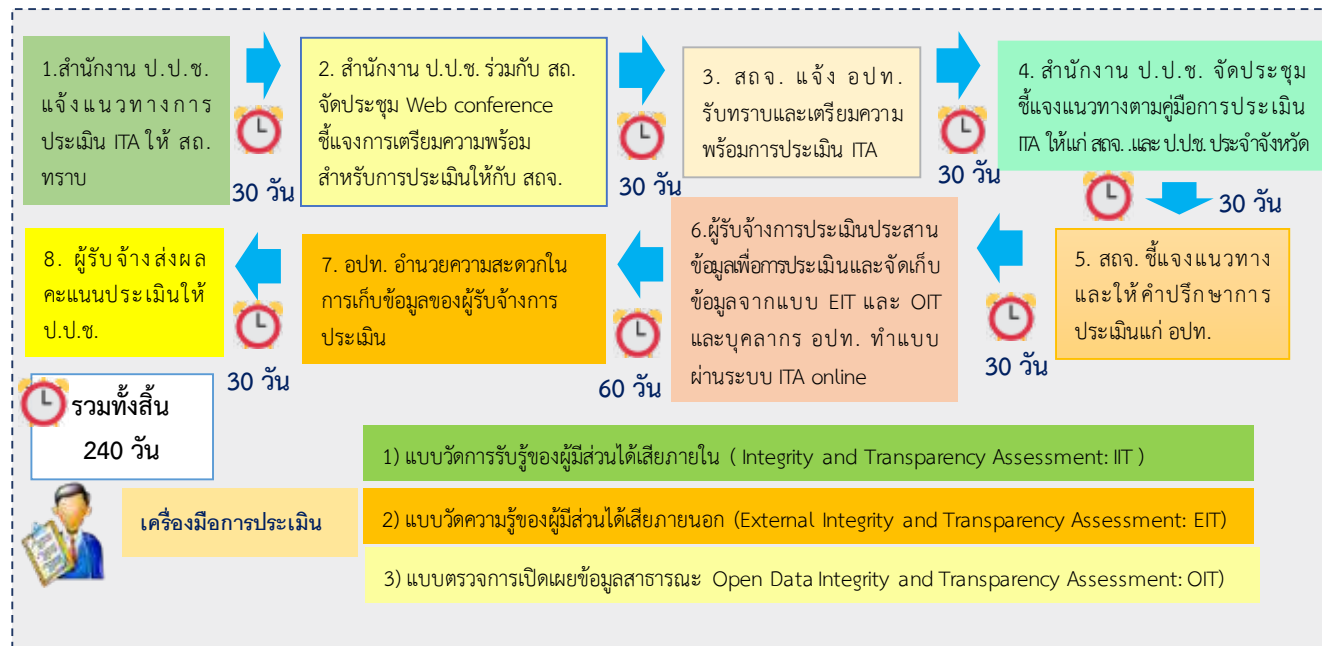 1.สำนักงาน ป.ป.ช.
แจ้งแนวทางการ
ประเมิน ITA ให้ สถ.
ทราบ
30 วัน
2. สำนักงาน ป.ป.ช. ร่วมกับ สถ.
จัดประชุม Web conference
ชี้แจงการเตรียมความพร้อม
สำหรับการประเมินให้กับ สถจ.
30 วัน
3. สถจ. แจ้ง อปท.
รับทราบและเตรียมความ
พร้อมการประเมิน ITA
30 วัน
4. สำนักงาน ป.ป.ช. จัดประชุม
ชี้แจงแนวทางตามคู่มือการประเมิน
ITA ให้แก่ สถจ. .และ ป.ป.ช. ประจำจังหวัด
30 วัน
5. สถจ. ชี้แจงแนวทาง
และให้คำปรึกษาการ
ประเมินแก่ อปท.
30 วัน
6.ผู้รับจ้างการประเมินประสาน
ข้อมูลเพื่อการประเมินและจัดเก็บ
ข้อมูลจากแบบ EIT และ OIT
และบุคลากร อปท. ทำแบบ
ผ่านระบบ ITA online
60 วัน
7. อปท. อำนวยความสะดวกใน
การเก็บข้อมูลของผู้รับจ้างการ
ประเมิน
30 วัน
8. ผู้รับจ้างส่งผล
คะแนนประเมินให้
ป.ป.ช.
รวมทั้งสิ้น
240 วัน
เครื่องมือการประเมิน
1) แบบวัดการรับรู้ของผู้มีส่วนได้เสียภายใน ( Integrity and Transparency Assessment: IIT )
2) แบบวัดความรู้ของผู้มีส่วนได้เสียภายนอก (External Integrity and Transparency Assessment: EIT)
3) แบบตรวจการเปิดเผยข้อมูลสาธารณะ Open Data Integrity and Transparency Assessment: OIT)